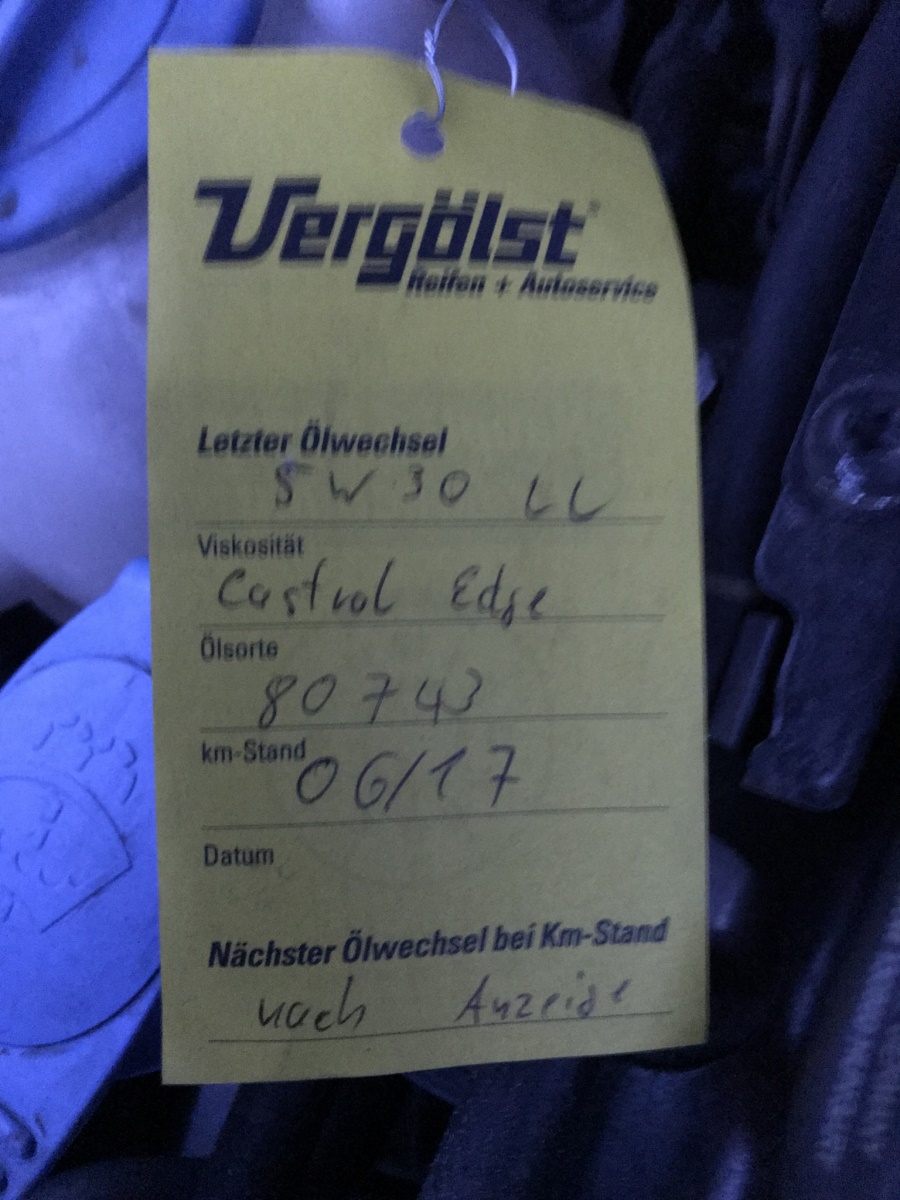 Vergölst®
Reifen + Autoservice
Letzter Ölwechsel
5W30 LL
Viskosität
Castrol Edge
Ölsorte
80743
km-Stand
06/17
Datum
Nächster Ölwechsel bei Km-Stand
nach Anzeige